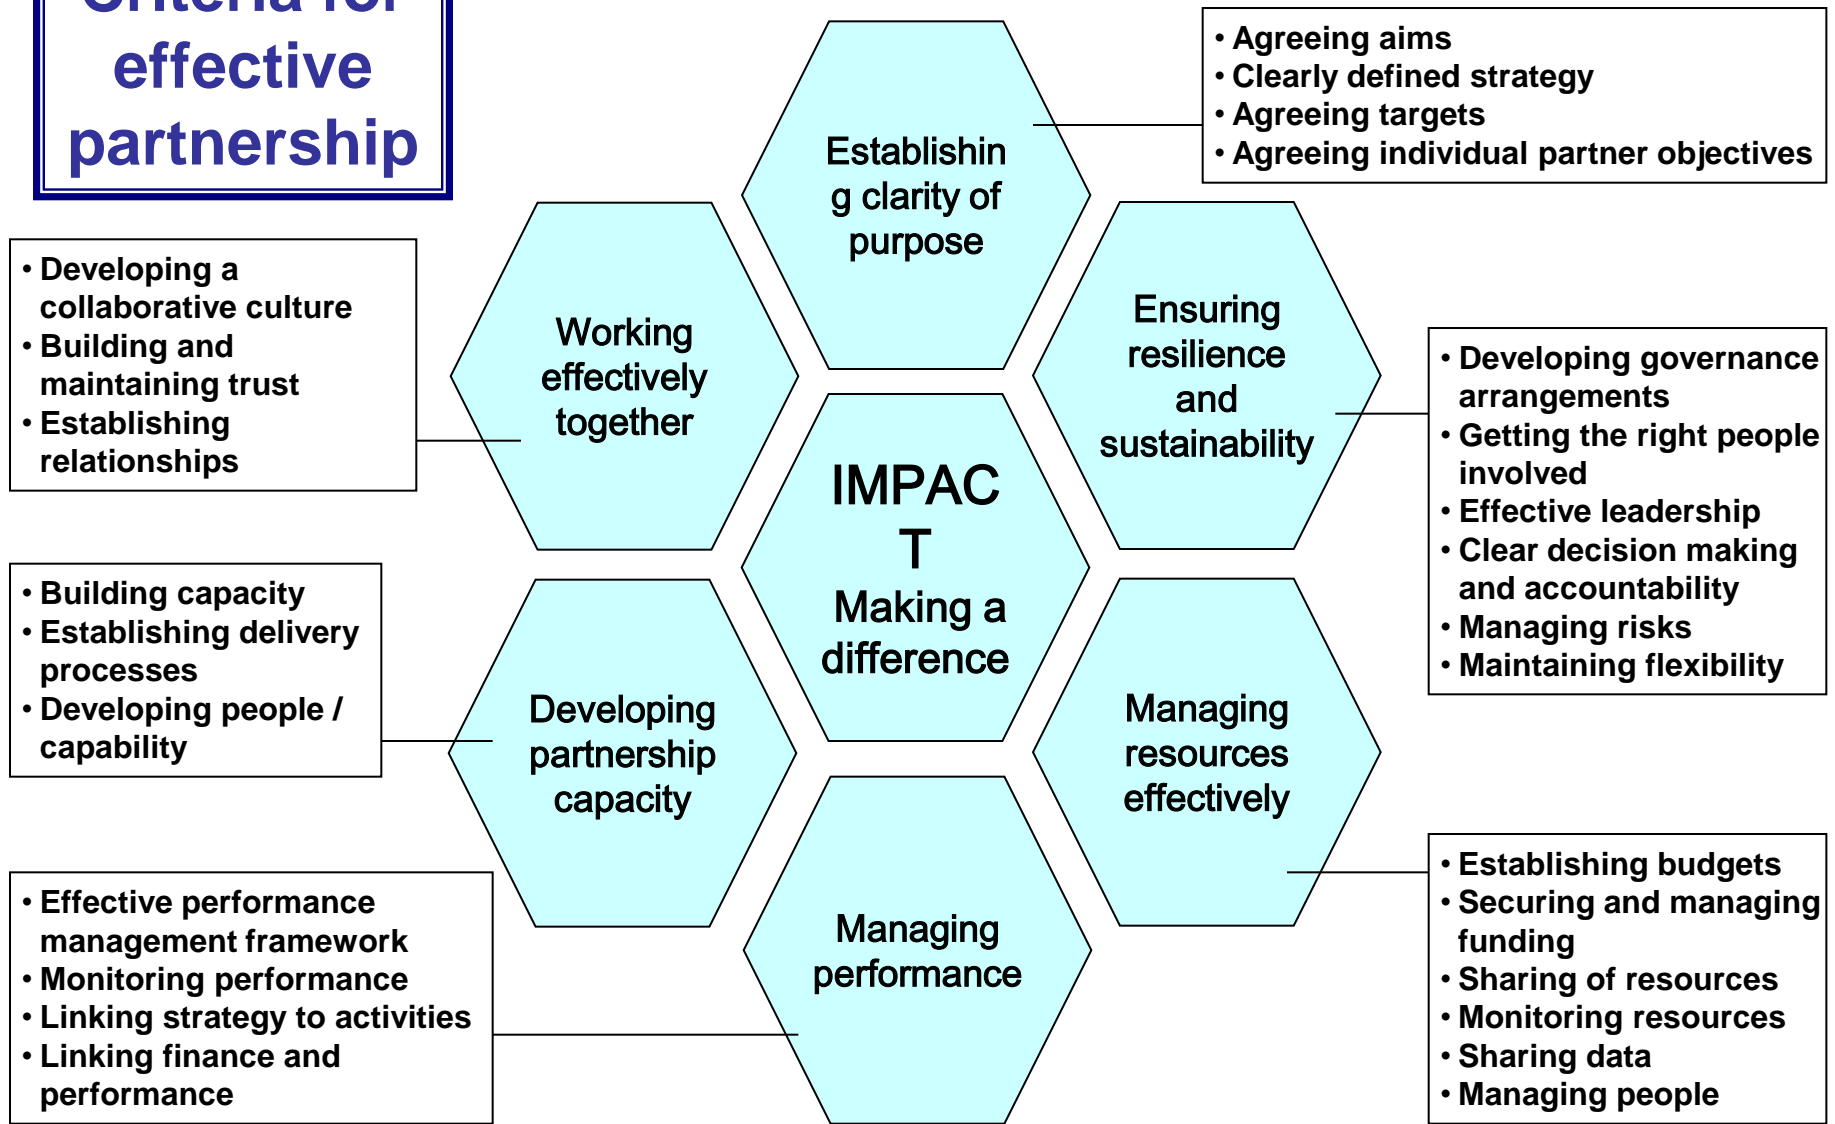 Criteria for
effective
partnership
• Agreeing aims
• Clearly defined strategy
• Agreeing targets
• Agreeing individual partner objectives
Establishin
g clarity of
purpose
• Developing a
collaborative culture
• Building and
maintaining trust
• Establishing
relationships
Working
effectively
together
Ensuring
resilience
and
sustainability
• Developing governance
arrangements
• Getting the right people
involved
• Effective leadership
• Clear decision making
and accountability
• Managing risks
• Maintaining flexibility
IMPAC
T
Making a
difference
• Building capacity
• Establishing delivery
processes
• Developing people /
capability
Developing
partnership
capacity
Managing
resources
effectively
• Effective performance
management framework
• Monitoring performance
• Linking strategy to activities
• Linking finance and
performance
Managing
performance
• Establishing budgets
• Securing and managing
funding
• Sharing of resources
• Monitoring resources
• Sharing data
• Managing people